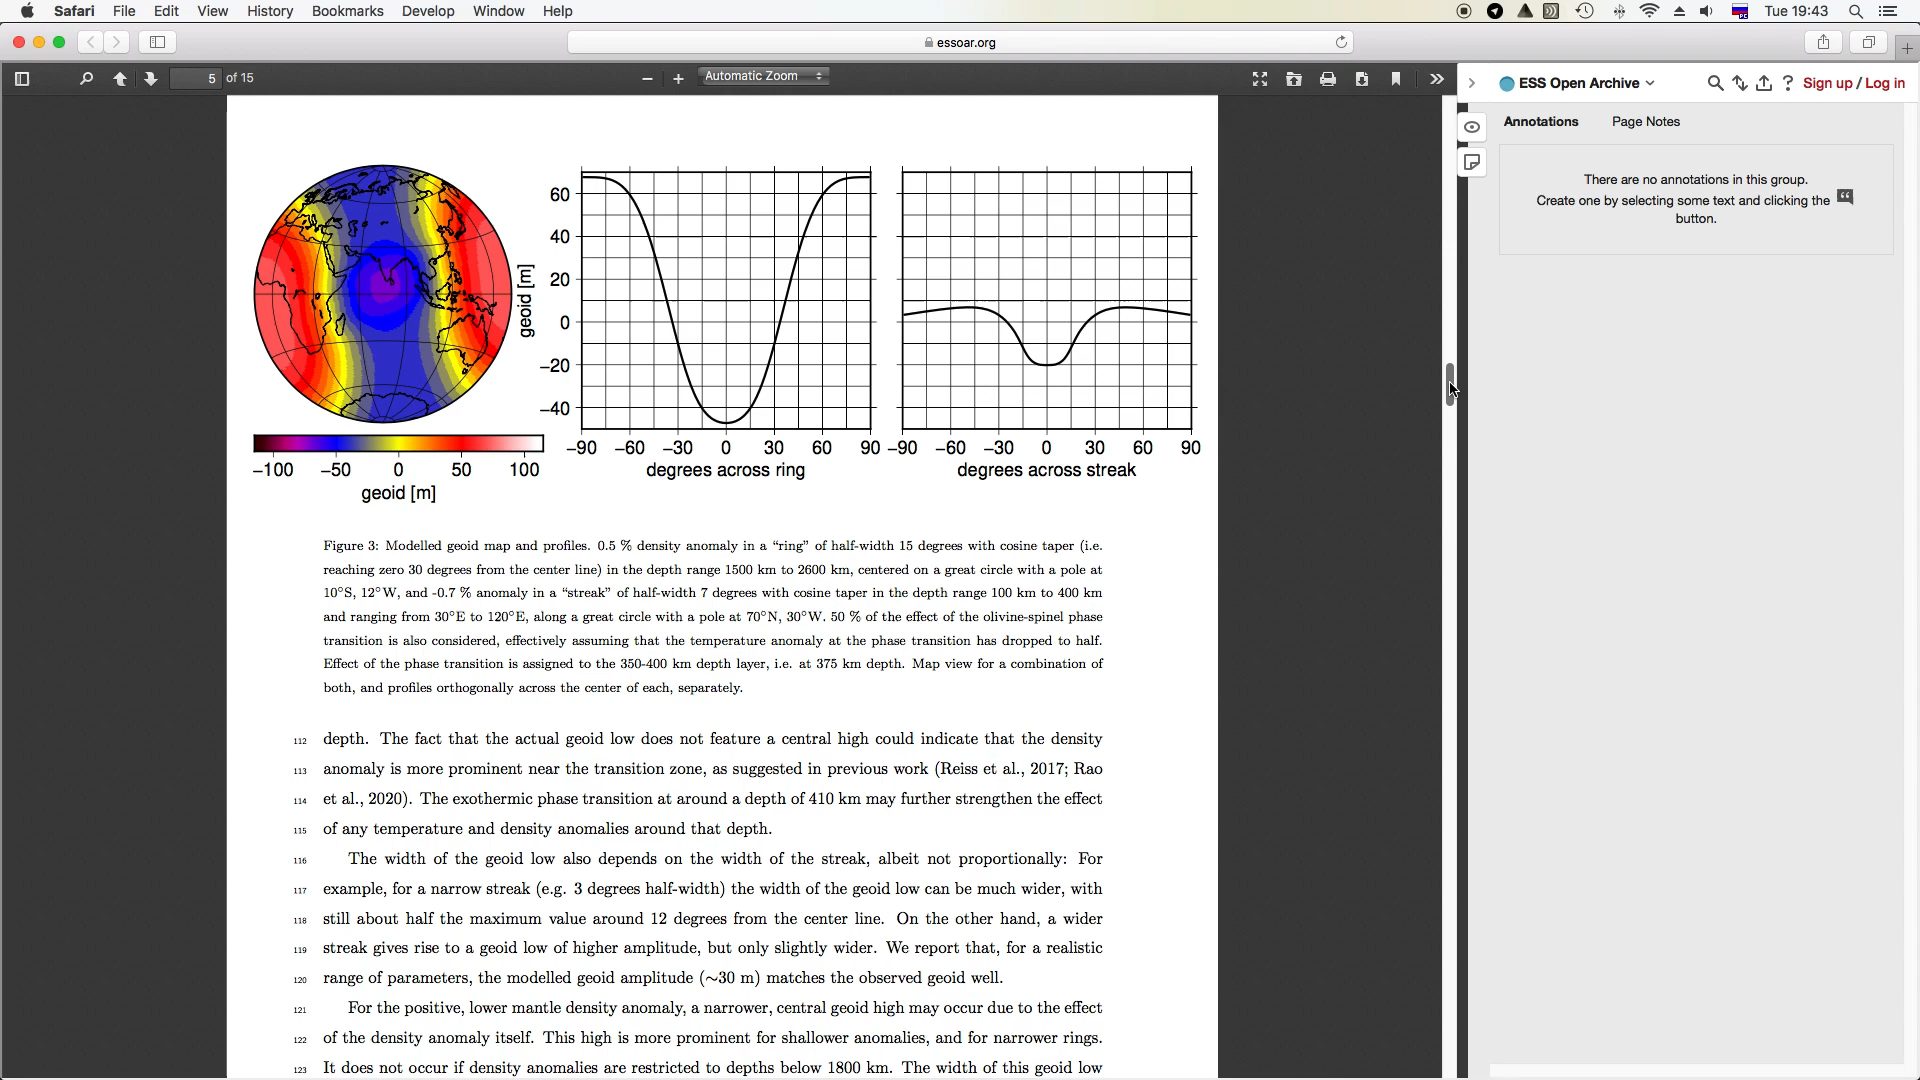 Safari File Edit View History Bookmarks Develop Window Help Tue 19:43
essoar.org
5 of 15 Automatic Zoom
ESS Open Archive Sign up / Log in
Annotations Page Notes
There are no annotations in this group.
Create one by selecting some text and clicking the
button.
60
40
20
0
−20
−40
geoid [m]
−90 −60 −30 0 30 60 90
degrees across ring
−90 −60 −30 0 30 60 90
degrees across streak
−100 −50 0 50 100
geoid [m]
Figure 3: Modelled geoid map and profiles. 0.5 % density anomaly in a “ring” of half-width 15 degrees with cosine taper (i.e.
reaching zero 30 degrees from the center line) in the depth range 1500 km to 2600 km, centered on a great circle with a pole at
10°S, 12°W, and -0.7 % anomaly in a “streak” of half-width 7 degrees with cosine taper in the depth range 100 km to 400 km
and ranging from 30°E to 120°E, along a great circle with a pole at 70°N, 30°W. 50 % of the effect of the olivine-spinel phase
transition is also considered, effectively assuming that the temperature anomaly at the phase transition has dropped to half.
Effect of the phase transition is assigned to the 350-400 km depth layer, i.e. at 375 km depth. Map view for a combination of
both, and profiles orthogonally across the center of each, separately.
112 depth. The fact that the actual geoid low does not feature a central high could indicate that the density
113 anomaly is more prominent near the transition zone, as suggested in previous work (Reiss et al., 2017; Rao
114 et al., 2020). The exothermic phase transition at around a depth of 410 km may further strengthen the effect
115 of any temperature and density anomalies around that depth.
116 The width of the geoid low also depends on the width of the streak, albeit not proportionally: For
117 example, for a narrow streak (e.g. 3 degrees half-width) the width of the geoid low can be much wider, with
118 still about half the maximum value around 12 degrees from the center line. On the other hand, a wider
119 streak gives rise to a geoid low of higher amplitude, but only slightly wider. We report that, for a realistic
120 range of parameters, the modelled geoid amplitude (∼30 m) matches the observed geoid well.
121 For the positive, lower mantle density anomaly, a narrower, central geoid high may occur due to the effect
122 of the density anomaly itself. This high is more prominent for shallower anomalies, and for narrower rings.
123 It does not occur if density anomalies are restricted to depths below 1800 km. The width of this geoid low